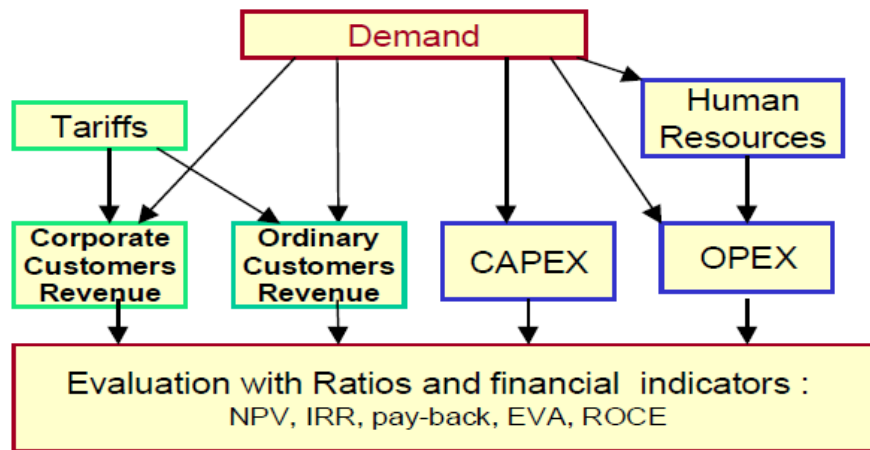 Demand
Tariffs
Human
Resources
Corporate
Customers
Revenue
Ordinary
Customers
Revenue
CAPEX
OPEX
Evaluation with Ratios and financial indicators :
NPV, IRR, pay-back, EVA, ROCE